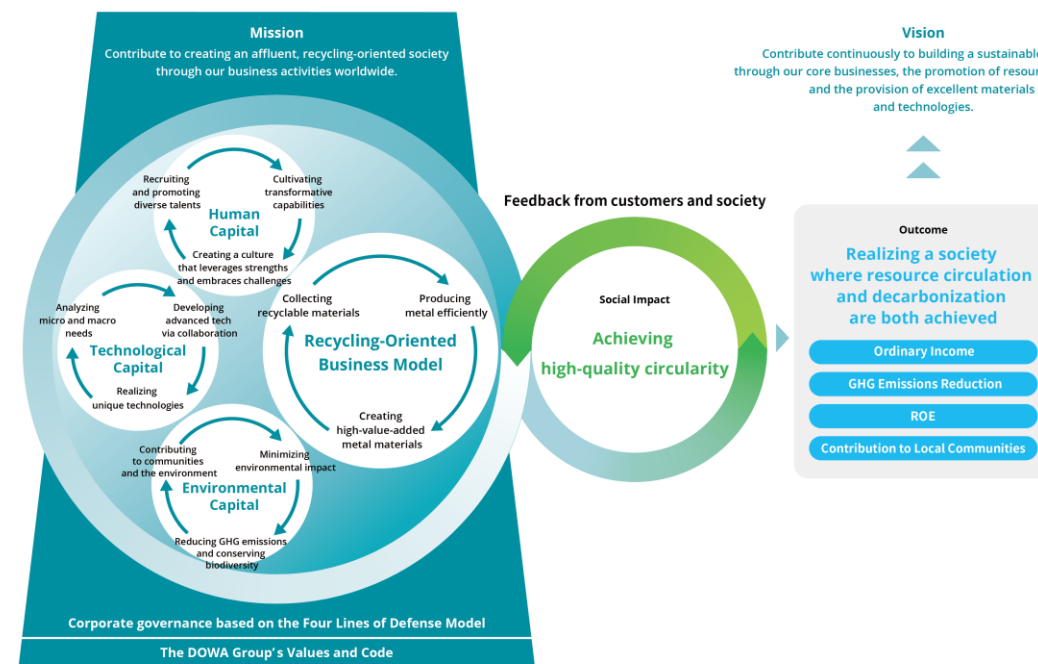 Mission
Contribute to creating an affluent, recycling-oriented society
through our business activities worldwide.
Recruiting
and promoting
diverse talents
Cultivating
transformative
capabilities
Human
Capital
Creating a culture
that leverages strengths
and embraces challenges
Analyzing
micro and macro
needs
Developing
advanced tech
via collaboration
Technological
Capital
Realizing
unique technologies
Contributing
to communities
and the environment
Minimizing
environmental impact
Environmental
Capital
Reducing GHG emissions
and conserving
biodiversity
Collecting
recyclable materials
Producing
metal efficiently
Recycling-Oriented
Business Model
Creating
high-value-added
metal materials
Corporate governance based on the Four Lines of Defense Model
The DOWA Group's Values and Code
Feedback from customers and society
Social Impact
Achieving
high-quality circularity
Vision
Contribute continuously to building a
through our core businesses, the promotion of
and the provision of excellent materials
and technologies.
Outcome
Realizing a society
where resource circulation
and decarbonization
are both achieved
Ordinary Income
GHG Emissions Reduction
ROE
Contribution to Local Communities